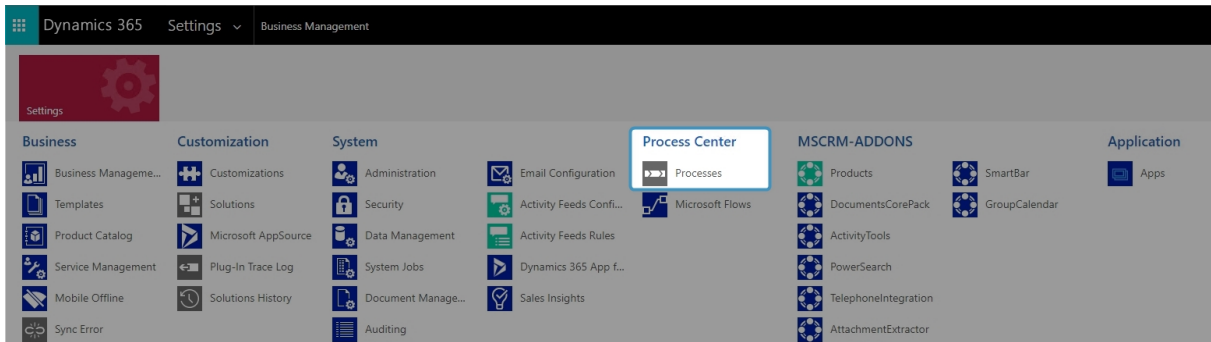 Dynamics 365 Settings Business Management
Settings
Business
Business Manageme...
Templates
Product Catalog
Service Management
Mobile Offline
Sync Error
Customization
Customizations
Solutions
Microsoft AppSource
Plug-In Trace Log
Solutions History
System
Administration
Security
Data Management
System Jobs
Document Manage...
Auditing
Email Configuration
Activity Feeds Confi...
Activity Feeds Rules
Dynamics 365 App f...
Sales Insights
Process Center
Processes
Microsoft Flows
MSCRM-ADDONS
Products
DocumentsCorePack
ActivityTools
PowerSearch
TelephoneIntegration
AttachmentExtractor
SmartBar
GroupCalendar
Application
Apps